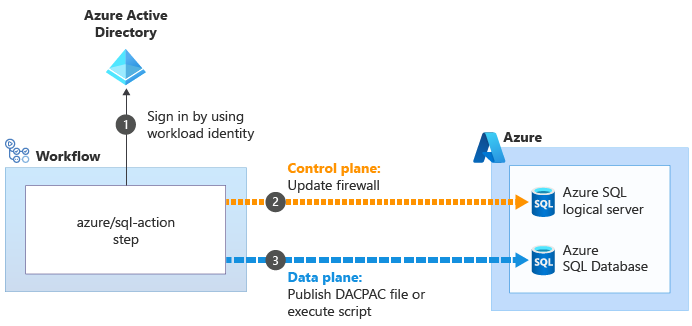 Azure Active
Directory
1
Sign in by using
workload identity
Workflow
azure/sql-action
step
Control plane:
Update firewall
2
3
Data plane:
Publish DACPAC file or
execute script
Azure
SQL
Azure SQL
logical server
SQL
Azure
SQL Database